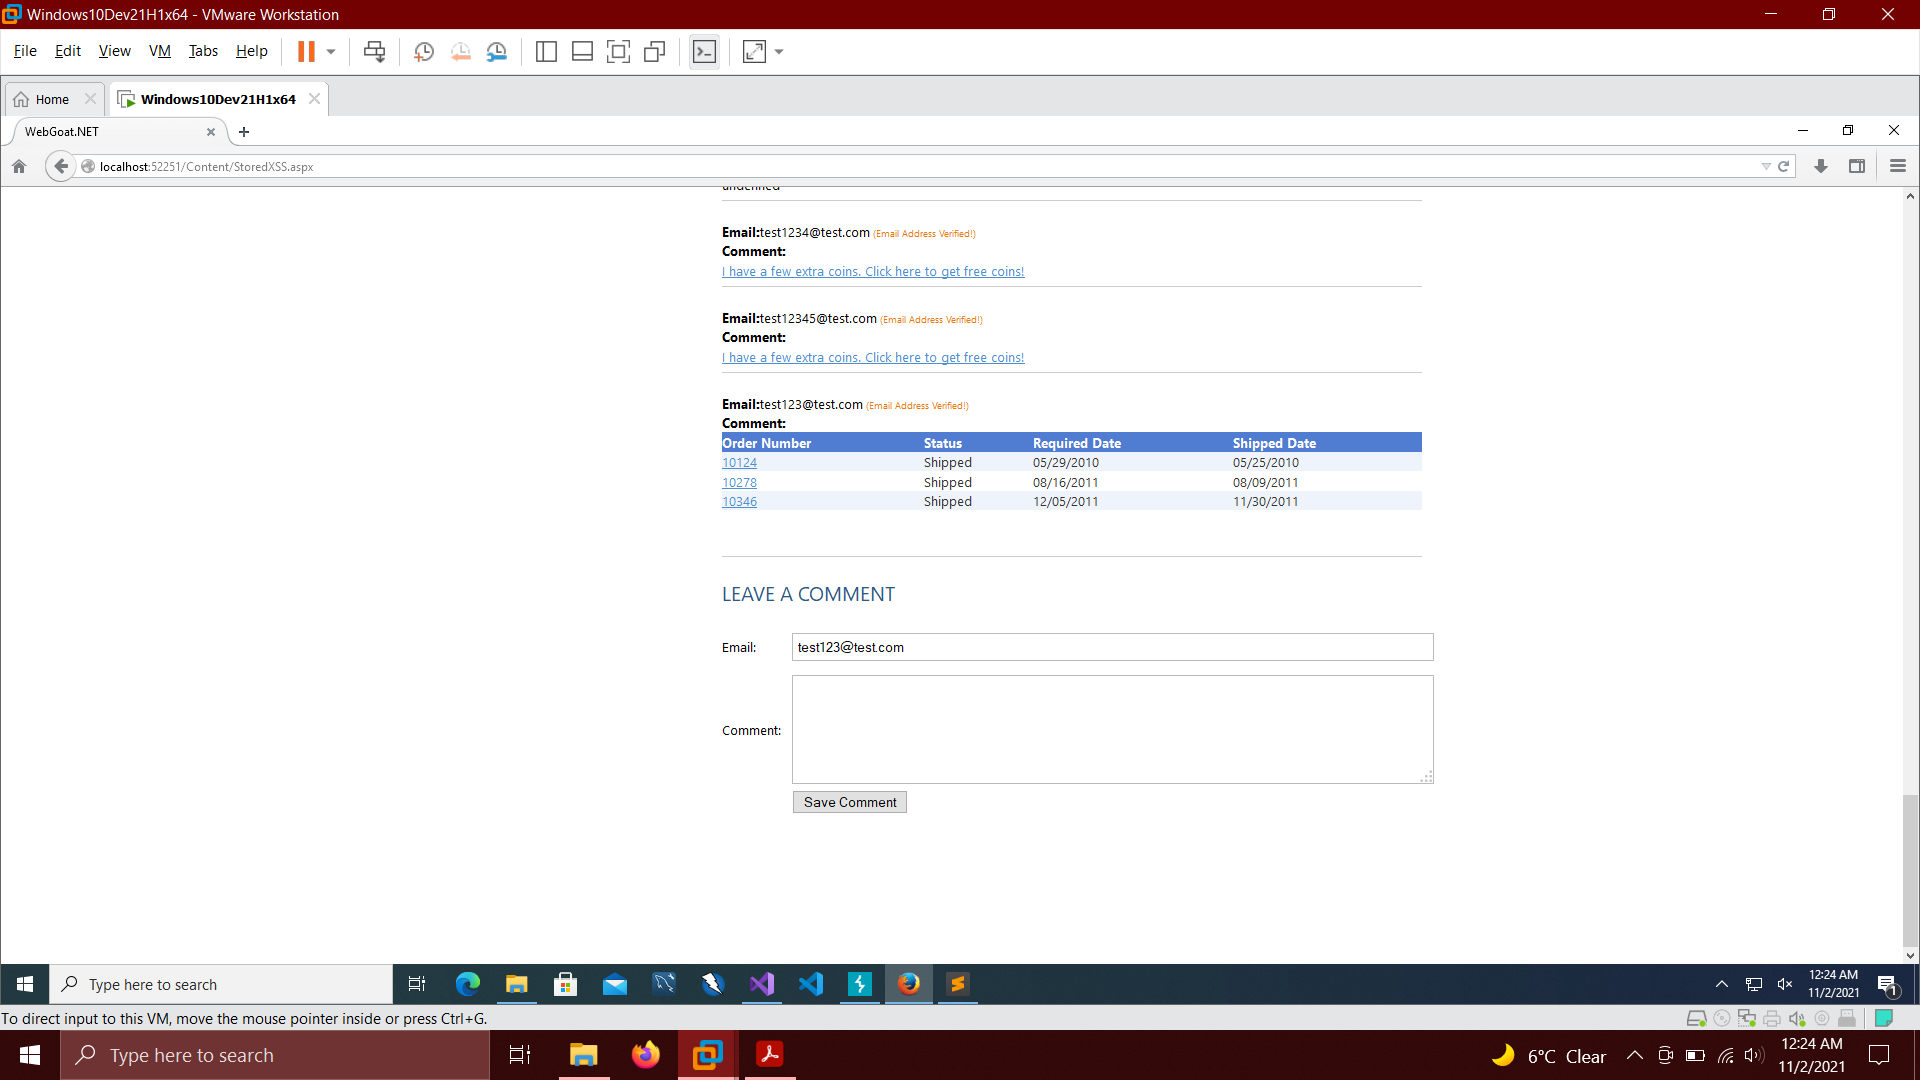 Windows10Dev21H1x64 - VMware Workstation
File Edit View VM Tabs Help
Home Windows10Dev21H1x64
WebGoat.NET
localhost:52251/Content/StoredXSS.aspx
undefined
Email:test1234@test.com (Email Address Verified!)
Comment:
I have a few extra coins. Click here to get free coins!
Email:test12345@test.com (Email Address Verified!)
Comment:
I have a few extra coins. Click here to get free coins!
Email:test123@test.com (Email Address Verified!)
Comment:
Order Number Status Required Date Shipped Date
10124 Shipped 05/29/2010 05/25/2010
10278 Shipped 08/16/2011 08/09/2011
10346 Shipped 12/05/2011 11/30/2011
LEAVE A COMMENT
Email: test123@test.com
Comment:
Save Comment
Type here to search
12:24 AM
11/2/2021
1
To direct input to this VM, move the mouse pointer inside or press Ctrl+G.
Type here to search
6°C Clear
12:24 AM
11/2/2021